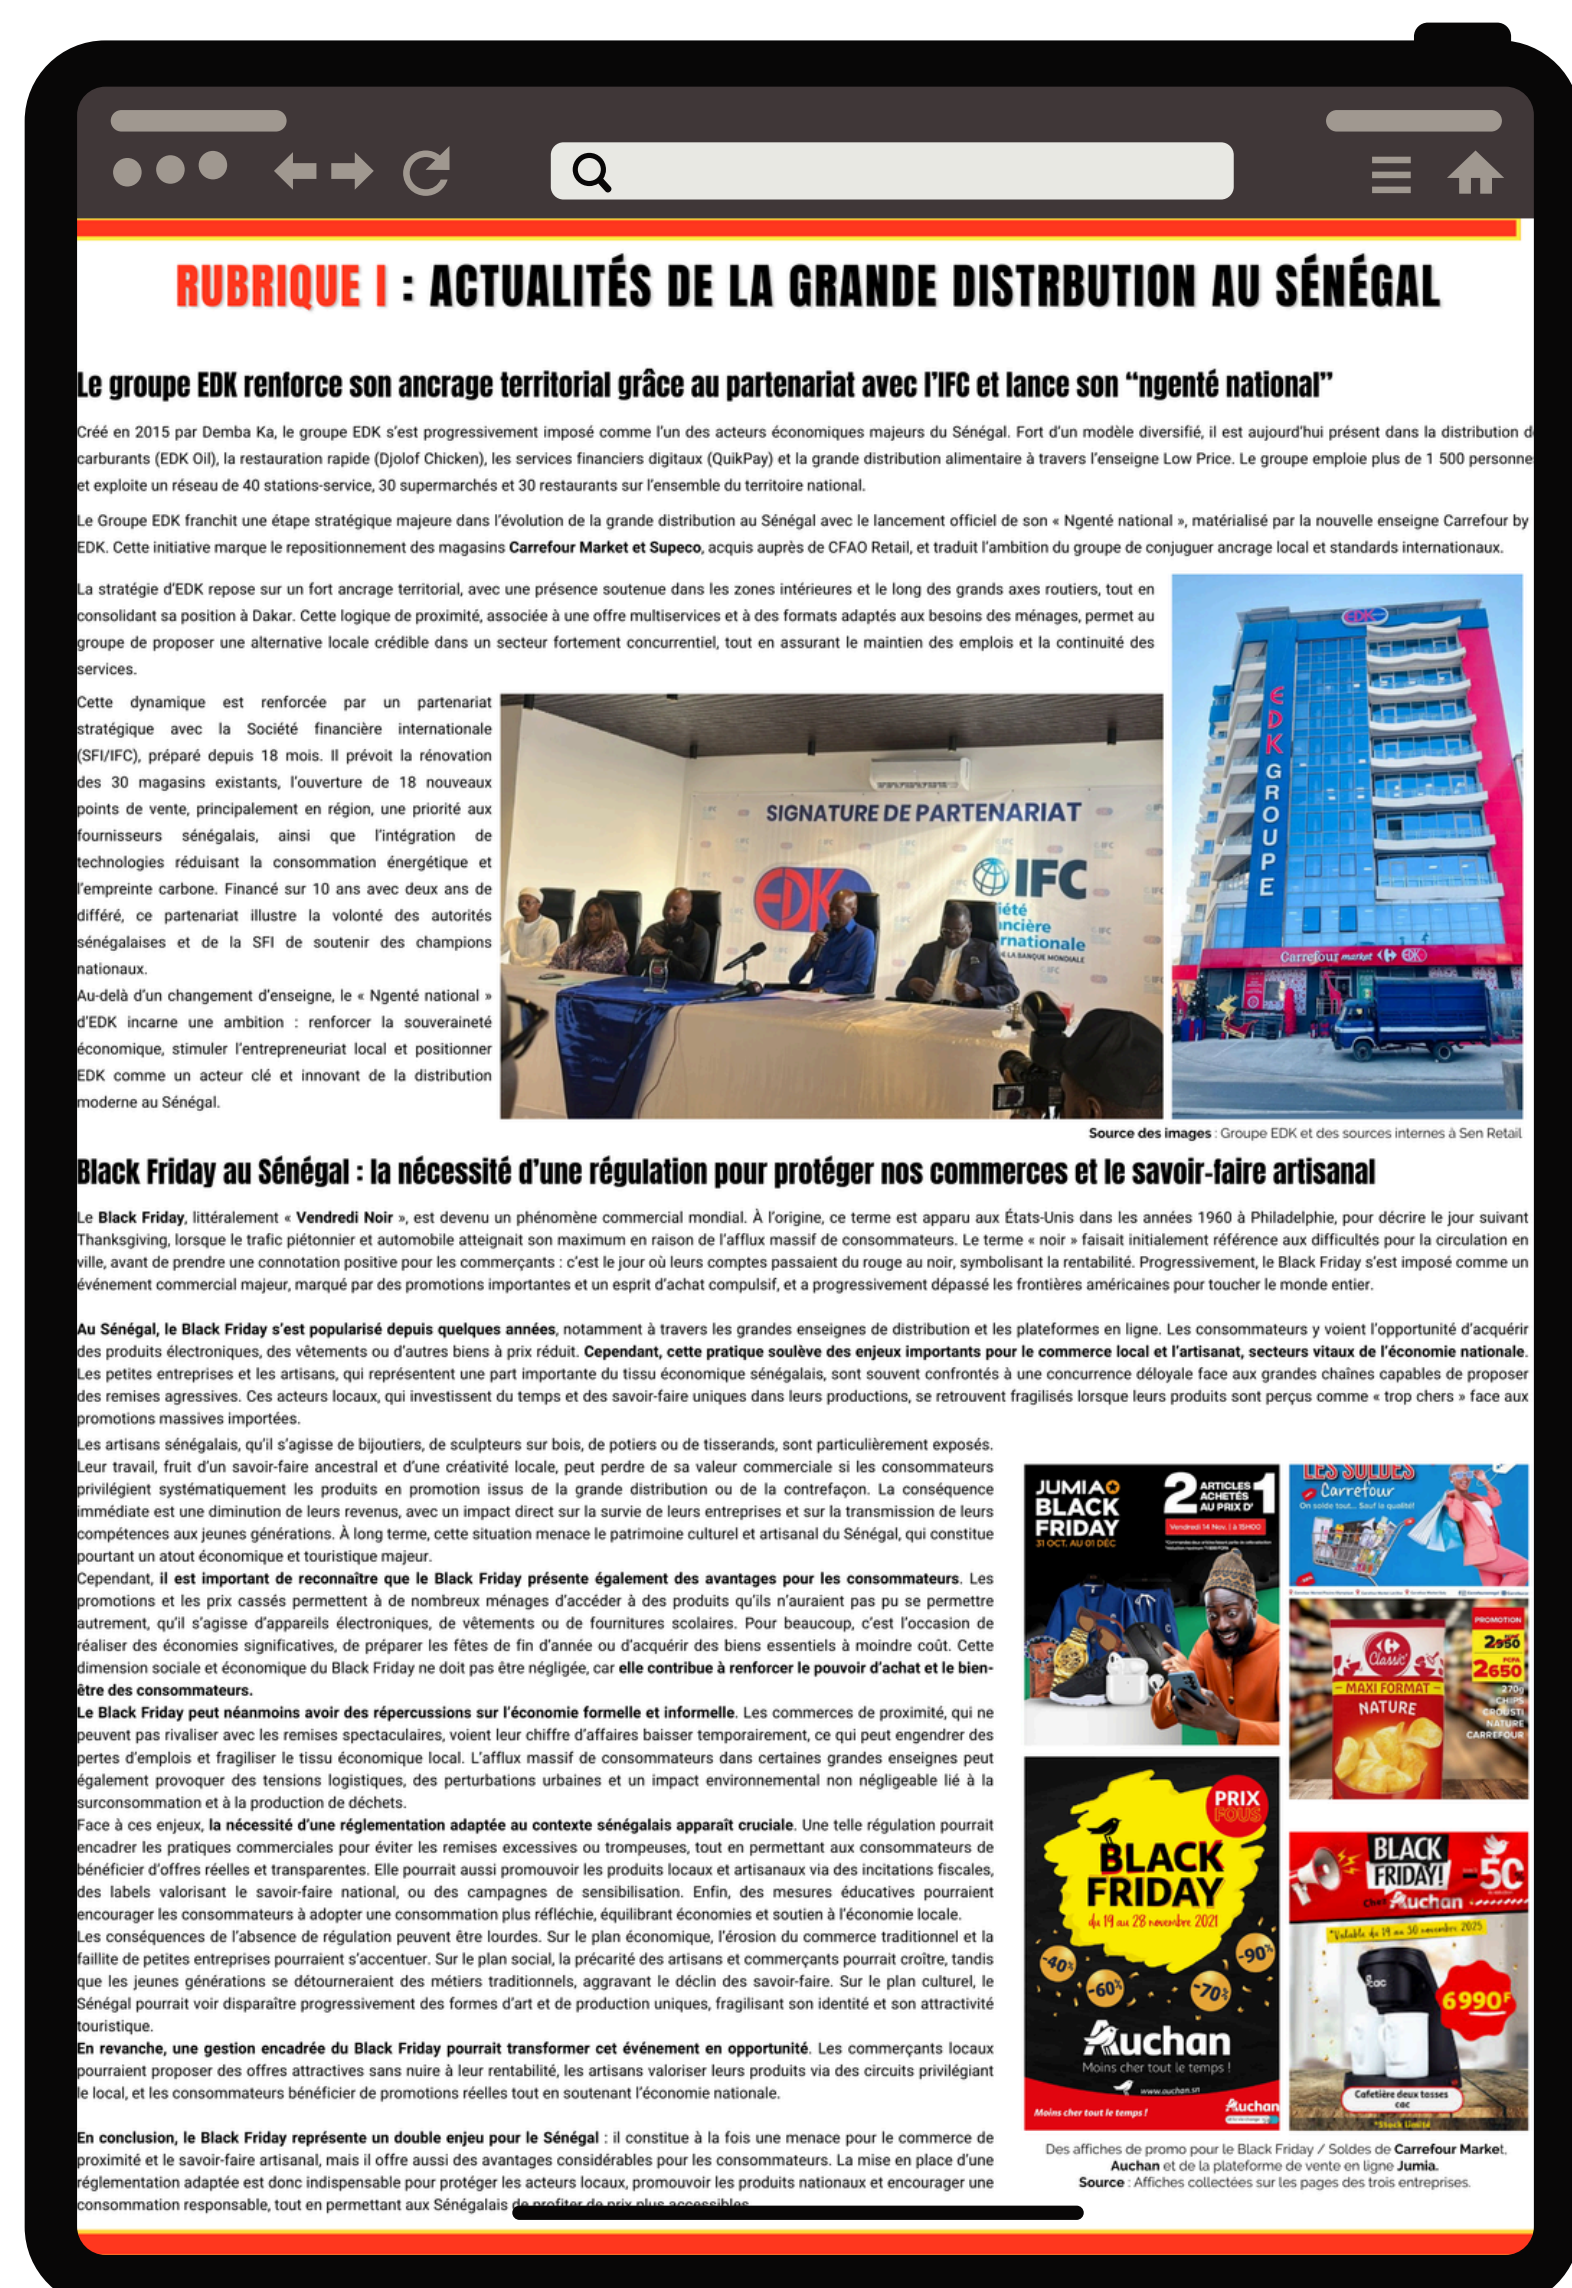 RUBRIQUE I : ACTUALITÉS DE LA GRANDE DISTRBUTION AU SÉNÉGAL
Le groupe EDK renforce son ancrage territorial grâce au partenariat avec l’IFC et lance son “ngenté national”
Créé en 2015 par Demba Ka, le groupe EDK s’est progressivement imposé comme l’un des acteurs économiques majeurs du Sénégal. Fort d’un modèle diversifié, il est aujourd’hui présent dans la distribution d
carburants (EDK Oil), la restauration rapide (Djolof Chicken), les services financiers digitaux (QuikPay) et la grande distribution alimentaire à travers l’enseigne Low Price. Le groupe emploie plus de 1 500 personne
et exploite un réseau de 40 stations-service, 30 supermarchés et 30 restaurants sur l’ensemble du territoire national.
Le Groupe EDK franchit une étape stratégique majeure dans l’évolution de la grande distribution au Sénégal avec le lancement officiel de son « Ngenté national », matérialisé par la nouvelle enseigne Carrefour by
EDK. Cette initiative marque le repositionnement des magasins Carrefour Market et Supeco, acquis auprès de CFAO Retail, et traduit l’ambition du groupe de conjuguer ancrage local et standards internationaux.
La stratégie d’EDK repose sur un fort ancrage territorial, avec une présence soutenue dans les zones intérieures et le long des grands axes routiers, tout en
consolidant sa position à Dakar. Cette logique de proximité, associée à une offre multiservices et à des formats adaptés aux besoins des ménages, permet au
groupe de proposer une alternative locale crédible dans un secteur fortement concurrentiel, tout en assurant le maintien des emplois et la continuité des
services.
Cette dynamique est renforcée par un partenariat
stratégique avec la Société financière internationale
(SFI/IFC), préparé depuis 18 mois. Il prévoit la rénovation
des 30 magasins existants, l’ouverture de 18 nouveaux
points de vente, principalement en région, une priorité aux
fournisseurs sénégalais, ainsi que l’intégration de
technologies réduisant la consommation énergétique et
l’empreinte carbone. Financé sur 10 ans avec deux ans de
différé, ce partenariat illustre la volonté des autorités
sénégalaises et de la SFI de soutenir des champions
nationaux.
Au-delà d’un changement d’enseigne, le « Ngenté national »
d’EDK incarne une ambition : renforcer la souveraineté
économique, stimuler l’entrepreneuriat local et positionner
EDK comme un acteur clé et innovant de la distribution
moderne au Sénégal.
SIGNATURE DE PARTENARIAT
EDK
IFC
iété
ncière
rnationale
E LA BANQUE MONDIALE
EDK
EDK GROUPE
Carrefour market EDK
Source des images : Groupe EDK et des sources internes à Sen Retail
Black Friday au Sénégal : la nécessité d’une régulation pour protéger nos commerces et le savoir-faire artisanal
Le Black Friday, littéralement « Vendredi Noir », est devenu un phénomène commercial mondial. À l’origine, ce terme est apparu aux États-Unis dans les années 1960 à Philadelphie, pour décrire le jour suivant
Thanksgiving, lorsque le trafic piétonnier et automobile atteignait son maximum en raison de l’afflux massif de consommateurs. Le terme « noir » faisait initialement référence aux difficultés pour la circulation en
ville, avant de prendre une connotation positive pour les commerçants : c’est le jour où leurs comptes passaient du rouge au noir, symbolisant la rentabilité. Progressivement, le Black Friday s’est imposé comme un
événement commercial majeur, marqué par des promotions importantes et un esprit d’achat compulsif, et a progressivement dépassé les frontières américaines pour toucher le monde entier.
Au Sénégal, le Black Friday s’est popularisé depuis quelques années, notamment à travers les grandes enseignes de distribution et les plateformes en ligne. Les consommateurs y voient l’opportunité d’acquérir
des produits électroniques, des vêtements ou d’autres biens à prix réduit. Cependant, cette pratique soulève des enjeux importants pour le commerce local et l’artisanat, secteurs vitaux de l’économie nationale.
Les petites entreprises et les artisans, qui représentent une part importante du tissu économique sénégalais, sont souvent confrontés à une concurrence déloyale face aux grandes chaînes capables de proposer
des remises agressives. Ces acteurs locaux, qui investissent du temps et des savoir-faire uniques dans leurs productions, se retrouvent fragilisés lorsque leurs produits sont perçus comme « trop chers » face aux
promotions massives importées.
Les artisans sénégalais, qu’il s’agisse de bijoutiers, de sculpteurs sur bois, de potiers ou de tisserands, sont particulièrement exposés.
Leur travail, fruit d’un savoir-faire ancestral et d’une créativité locale, peut perdre de sa valeur commerciale si les consommateurs
privilégient systématiquement les produits en promotion issus de la grande distribution ou de la contrefaçon. La conséquence
immédiate est une diminution de leurs revenus, avec un impact direct sur la survie de leurs entreprises et sur la transmission de leurs
compétences aux jeunes générations. À long terme, cette situation menace le patrimoine culturel et artisanal du Sénégal, qui constitue
pourtant un atout économique et touristique majeur.
Cependant, il est important de reconnaître que le Black Friday présente également des avantages pour les consommateurs. Les
promotions et les prix cassés permettent à de nombreux ménages d’accéder à des produits qu’ils n’auraient pas pu se permettre
autrement, qu’il s’agisse d’appareils électroniques, de vêtements ou de fournitures scolaires. Pour beaucoup, c’est l’occasion de
réaliser des économies significatives, de préparer les fêtes de fin d’année ou d’acquérir des biens essentiels à moindre coût. Cette
dimension sociale et économique du Black Friday ne doit pas être négligée, car elle contribue à renforcer le pouvoir d’achat et le bien-
être des consommateurs.
Le Black Friday peut néanmoins avoir des répercussions sur l’économie formelle et informelle. Les commerces de proximité, qui ne
peuvent pas rivaliser avec les remises spectaculaires, voient leur chiffre d’affaires baisser temporairement, ce qui peut engendrer des
pertes d’emplois et fragiliser le tissu économique local. L’afflux massif de consommateurs dans certaines grandes enseignes peut
également provoquer des tensions logistiques, des perturbations urbaines et un impact environnemental non négligeable lié à la
surconsommation et à la production de déchets.
Face à ces enjeux, la nécessité d’une réglementation adaptée au contexte sénégalais apparaît cruciale. Une telle régulation pourrait
encadrer les pratiques commerciales pour éviter les remises excessives ou trompeuses, tout en permettant aux consommateurs de
bénéficier d’offres réelles et transparentes. Elle pourrait aussi promouvoir les produits locaux et artisanaux via des incitations fiscales,
des labels valorisant le savoir-faire national, ou des campagnes de sensibilisation. Enfin, des mesures éducatives pourraient
encourager les consommateurs à adopter une consommation plus réfléchie, équilibrant économies et soutien à l’économie locale.
Les conséquences de l’absence de régulation peuvent être lourdes. Sur le plan économique, l’érosion du commerce traditionnel et la
faillite de petites entreprises pourraient s’accentuer. Sur le plan social, la précarité des artisans et commerçants pourrait croître, tandis
que les jeunes générations se détourneraient des métiers traditionnels, aggravant le déclin des savoir-faire. Sur le plan culturel, le
Sénégal pourrait voir disparaître progressivement des formes d’art et de production uniques, fragilisant son identité et son attractivité
touristique.
En revanche, une gestion encadrée du Black Friday pourrait transformer cet événement en opportunité. Les commerçants locaux
pourraient proposer des offres attractives sans nuire à leur rentabilité, les artisans valoriser leurs produits via des circuits privilégiant
le local, et les consommateurs bénéficier de promotions réelles tout en soutenant l’économie nationale.
En conclusion, le Black Friday représente un double enjeu pour le Sénégal : il constitue à la fois une menace pour le commerce de
proximité et le savoir-faire artisanal, mais il offre aussi des avantages considérables pour les consommateurs. La mise en place d’une
réglementation adaptée est donc indispensable pour protéger les acteurs locaux, promouvoir les produits nationaux et encourager une
consommation responsable, tout en permettant aux Sénégalais de profiter de prix plus accessibles
JUMIA
BLACK
FRIDAY
31 OCT. AU 01 DÉC
2 ARTICLES ACHETÉS AU PRIX D’ 1
Vendredi 14 Nov. | à 15H00
LES SOLDES
Carrefour
On solde tout... Sauf la qualité!
PROMOTION
2950
2650
270g
CHIPS
CROUSTI
NATURE
CARREFOUR
Classic
MAXI FORMAT
NATURE
PRIX
FOUS
BLACK
FRIDAY
du 19 au 28 novembre 2021
-40%
-60%
-70%
-90%
Auchan
Moins cher tout le temps !
www.auchan.sn
Moins cher tout le temps !
Auchan
BLACK
FRIDAY!
-50
chez Auchan
*Valable du 19 au 30 novembre 2025
cac
6990F
Cafetière deux tasses
cac
*Stock limité
Des affiches de promo pour le Black Friday / Soldes de Carrefour Market,
Auchan et de la plateforme de vente en ligne Jumia.
Source : Affiches collectées sur les pages des trois entreprises.